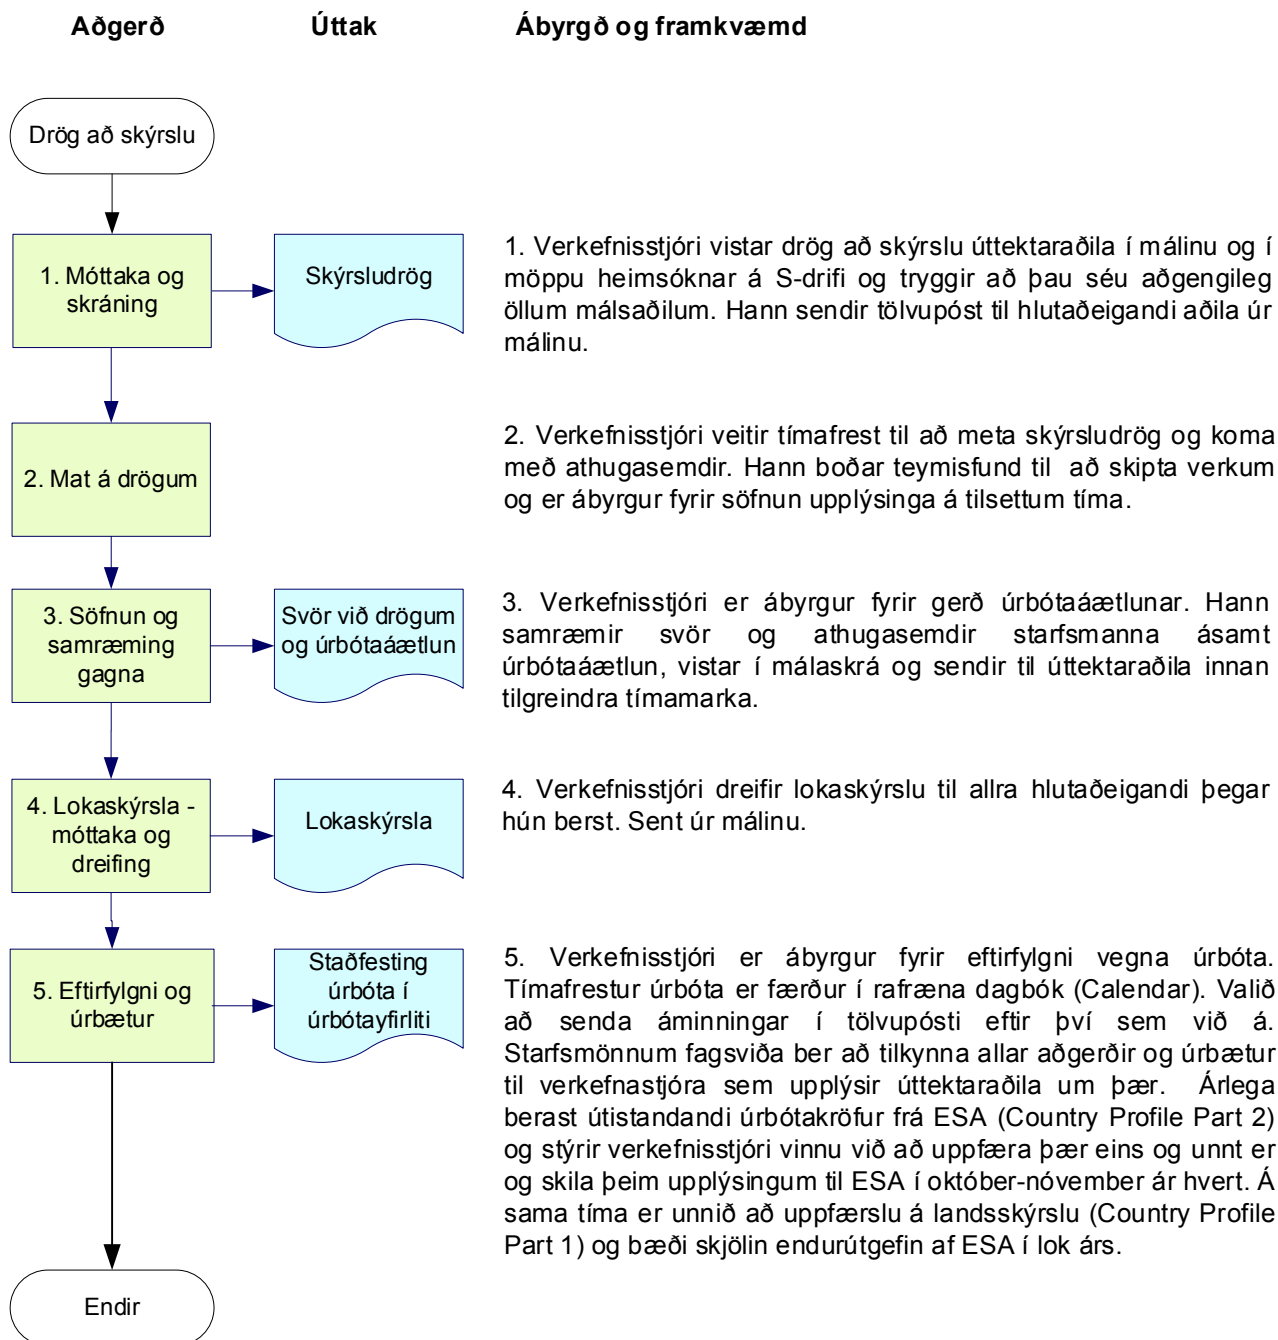 Aðgerð Úttak Ábyrgð og framkvæmd
Drög að skýrslu
1. Móttaka og
skráning
Skýrsludrög
1. Verkefnisstjóri vistar drög að skýrslu úttektaraðila í málinu og í
möppu heimsóknar á S-drifi og tryggir að þau séu aðgengileg
öllum málsaðilum. Hann sendir tölvupóst til hlutaðeigandi aðila úr
málinu.
2. Mat á drögum
2. Verkefnisstjóri veitir tímafrest til að meta skýrsludrög og koma
með athugasemdir. Hann boðar teymisfund til að skipta verkum
og er ábyrgur fyrir söfnun upplýsinga á tilsettum tíma.
3. Söfnun og
samræming
gagna
Svör við drögum
og úrbótaáætlun
3. Verkefnisstjóri er ábyrgur fyrir gerð úrbótaáætlunar. Hann
samræmir svör og athugasemdir starfsmanna ásamt
úrbótaáætlun, vistar í málaskrá og sendir til úttektaraðila innan
tilgreindra tímamarka.
4. Lokaskýrsla -
móttaka og
dreifing
Lokaskýrsla
4. Verkefnisstjóri dreifir lokaskýrslu til allra hlutaðeigandi þegar
hún berst. Sent úr málinu.
5. Eftirfylgni og
úrbætur
Staðfesting
úrbóta í
úrbótayfirliti
5. Verkefnisstjóri er ábyrgur fyrir eftirfylgni vegna úrbóta.
Tímafrestur úrbóta er færður í rafræna dagbók (Calendar). Valið
að senda áminningar í tölvupósti eftir því sem við á.
Starfsmönnum fagsviða ber að tilkynna allar aðgerðir og úrbætur
til verkefnastjóra sem upplýsir úttektaraðila um þær. Árlega
berast útistandandi úrbótakröfur frá ESA (Country Profile Part 2)
og stýrir verkefnisstjóri vinnu við að uppfæra þær eins og unnt er
og skila þeim upplýsingum til ESA í október-nóvember ár hvert. Á
sama tíma er unnið að uppfærslu á landsskýrslu (Country Profile
Part 1) og bæði skjölin endurútgefin af ESA í lok árs.
Endir